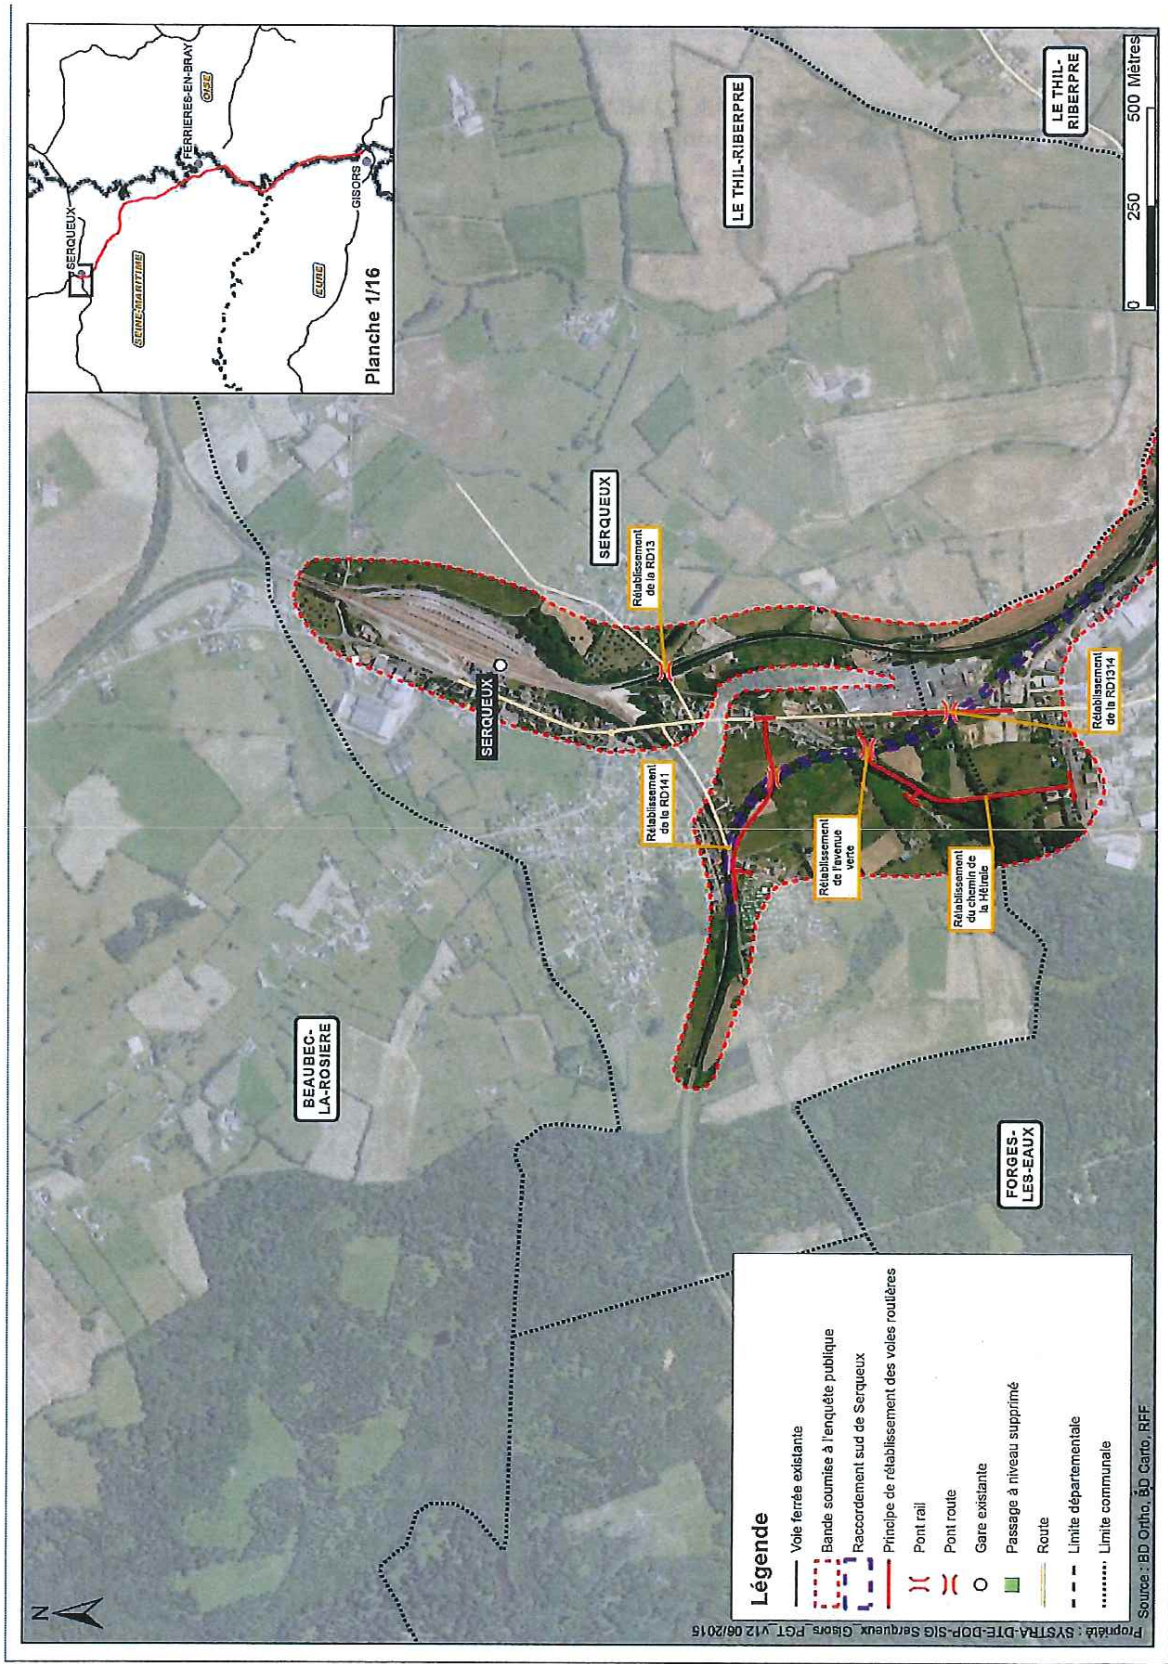 N
BEAUBEC-
LA-ROSIERE
SERQUEUX
SERQUEUX
LE THIL-RIBERPRE
LE THIL-
RIBERPRE
FORGES-
LES-EAUX
Rétablissement
de la RD141
Rétablissement
de la RD13
Rétablissement
de l'avenue
verte
Rétablissement
du chemin de
la Hêtraie
Rétablissement
de la RD1314
SERQUEUX
FERRIERES-EN-BRAY
OISE
SEINE-MARITIME
EURE
GISORS
Planche 1/16
Légende
Voie ferrée existante
Bande soumise à l'enquête publique
Raccordement sud de Serqueux
Principe de rétablissement des voies routières
Pont rail
Pont route
Gare existante
Passage à niveau supprimé
Route
Limite départementale
Limite communale
0 250 500 Mètres
Source : BD Ortho, BD Carto, RFF
Propriété : SYSTRA-DTE-DOP-SIG Serqueux_Gisors_PGT_v12 06/2015